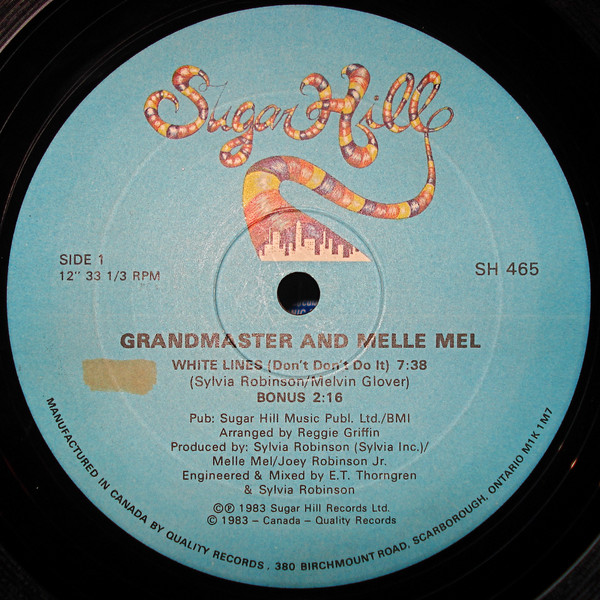 Sugar Hill
SIDE 1
12" 33 1/3 RPM
SH 465
GRANDMASTER AND MELLE MEL
WHITE LINES (Don't Don't Do It) 7:38
(Sylvia Robinson/Melvin Glover)
BONUS 2:16
Pub: Sugar Hill Music Publ. Ltd./BMI
Arranged by Reggie Griffin
Produced by: Sylvia Robinson (Sylvia Inc.)/
Melle Mel/Joey Robinson Jr.
Engineered & Mixed by E.T. Thorngren
& Sylvia Robinson
©℗ 1983 Sugar Hill Records Ltd.
© 1983 – Canada – Quality Records
MANUFACTURED IN CANADA BY QUALITY RECORDS. 380 BIRCHMOUNT ROAD, SCARBOROUGH, ONTARIO M1K 1M7